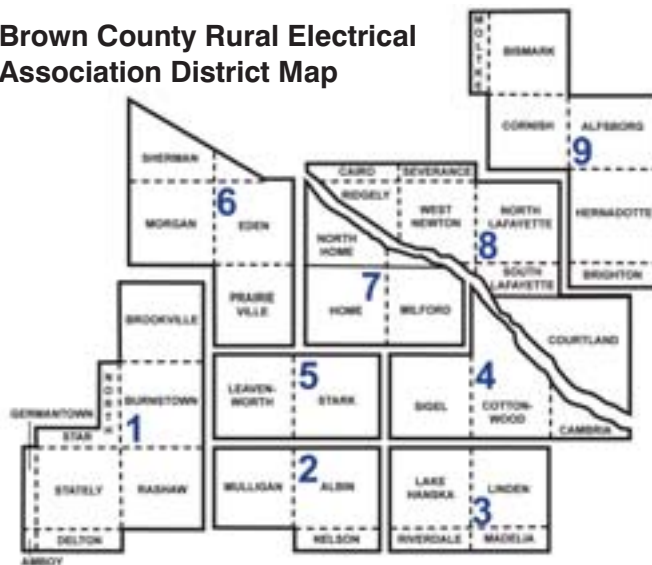 Brown County Rural Electrical
Association District Map
MOLTKE
BISMARK
CORNISH
ALFSBORG
9
SHERMAN
CAIRO
SEVERANCE
RIDGELY
6
MORGAN
EDEN
WEST
NEWTON
NORTH
LAFAYETTE
HERNADOTTE
NORTH
HOME
8
SOUTH
LAFAYETTE
BRIGHTON
7
PRAIRIE
VILLE
HOME
MILFORD
BROOKVILLE
COURTLAND
5
4
NORTH
BURNSTOWN
LEAVEN-
WORTH
STARK
SIGEL
COTTON-
WOOD
GERMANTOWN
STAR
1
CAMBRIA
2
STATELY
RASHAW
MULLIGAN
ALBIN
LAKE
HANSKA
LINDEN
3
DELTON
NELSON
RIVERDALE
MADELIA
AMBOY